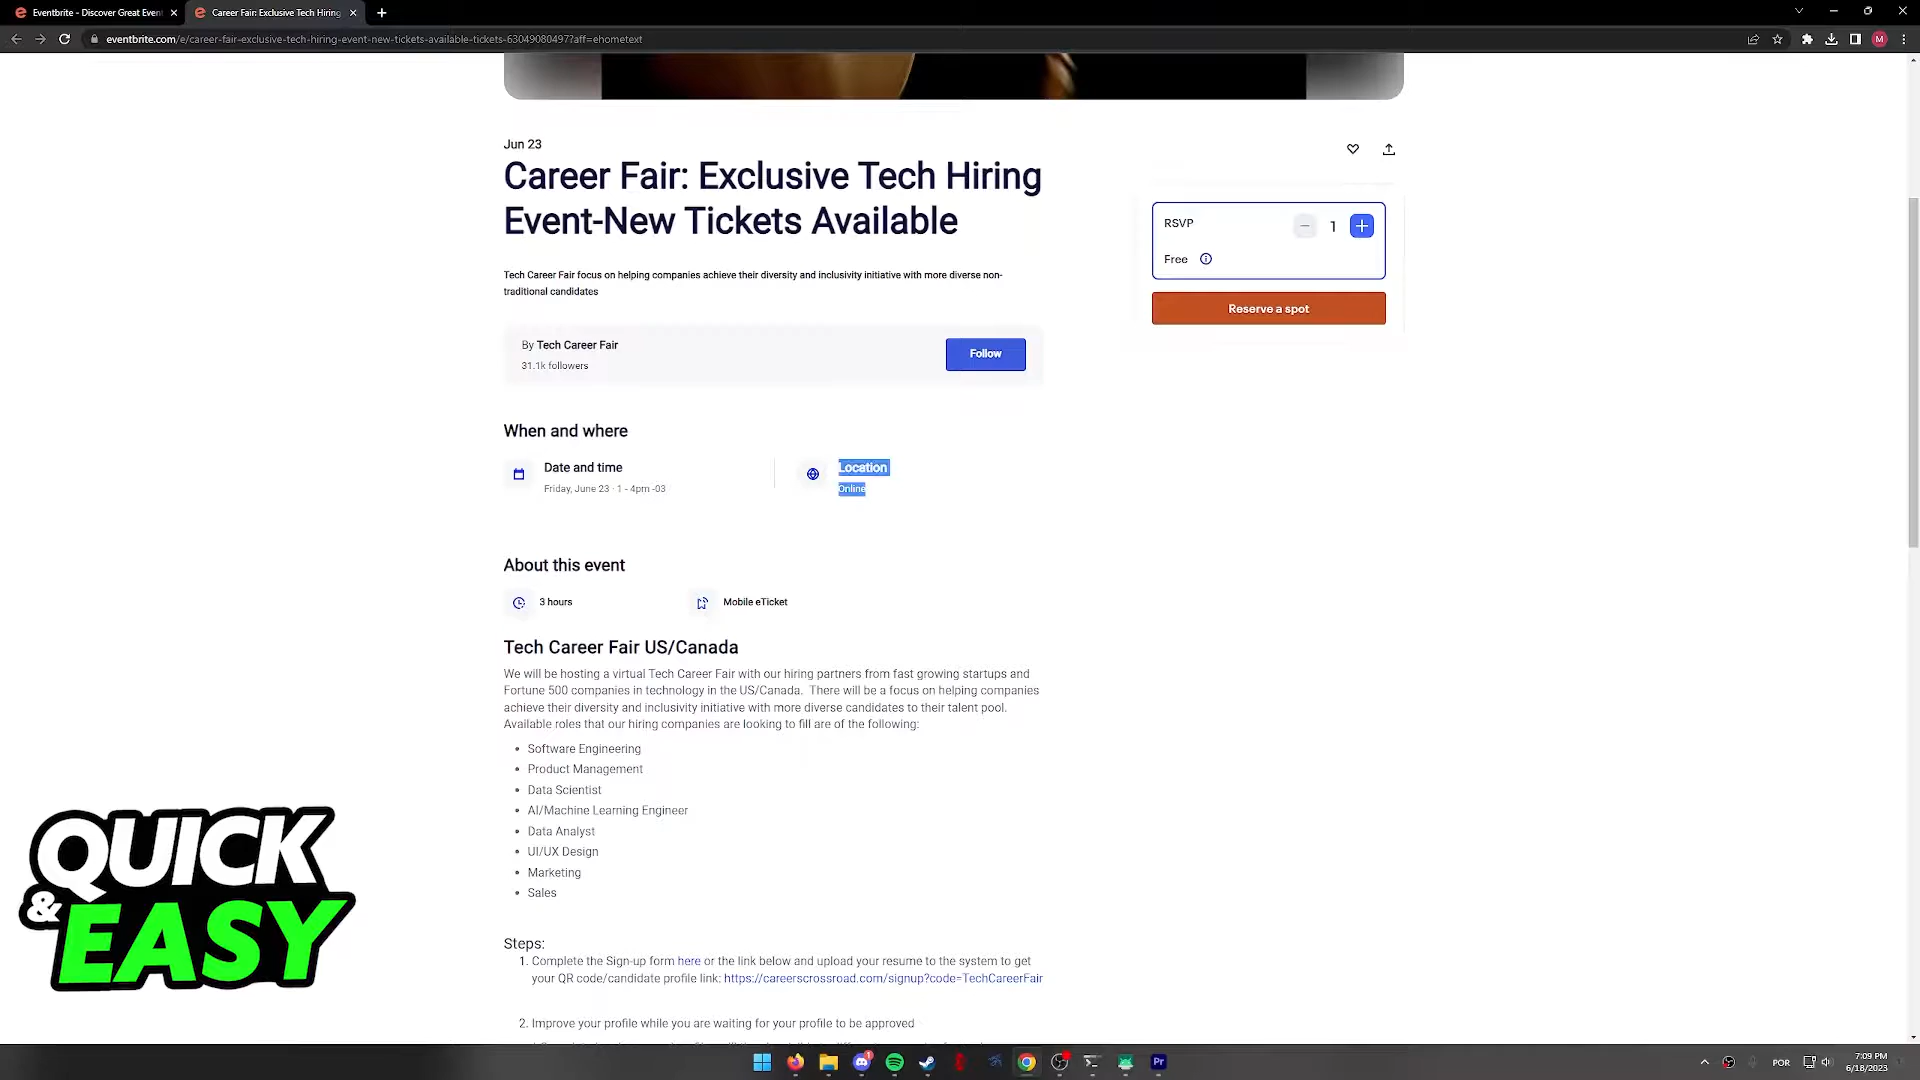 Eventbrite - Discover Great Even
Career Fair: Exclusive Tech Hiring
eventbrite.com/e/career-fair-exclusive-tech-hiring-event-new-tickets-available-tickets-63049080497?aff=ehometext
M
Jun 23
Career Fair: Exclusive Tech Hiring
Event-New Tickets Available
RSVP
1
Free
Reserve a spot
Tech Career Fair focus on helping companies achieve their diversity and inclusivity initiative with more diverse non-
traditional candidates
By Tech Career Fair
31.1k followers
Follow
When and where
Date and time
Friday, June 23 · 1 - 4pm -03
Location
Online
About this event
3 hours
Mobile eTicket
Tech Career Fair US/Canada
We will be hosting a virtual Tech Career Fair with our hiring partners from fast growing startups and
Fortune 500 companies in technology in the US/Canada. There will be a focus on helping companies
achieve their diversity and inclusivity initiative with more diverse candidates to their talent pool.
Available roles that our hiring companies are looking to fill are of the following:
• Software Engineering
• Product Management
• Data Scientist
• AI/Machine Learning Engineer
• Data Analyst
• UI/UX Design
• Marketing
• Sales
QUICK
& EASY
Steps:
1. Complete the Sign-up form here or the link below and upload your resume to the system to get
your QR code/candidate profile link: https://careerscrossroad.com/signup?code=TechCareerFair
2. Improve your profile while you are waiting for your profile to be approved
Pr
POR
7:09 PM
6/18/2023